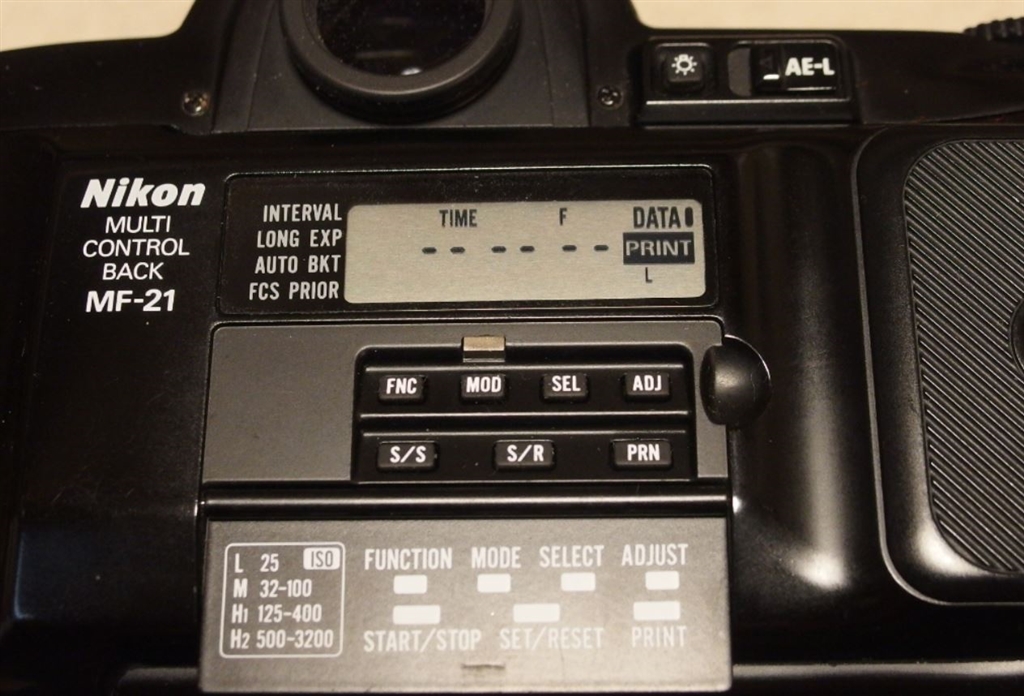 AE-L
Nikon
MULTI
CONTROL
BACK
MF-21
INTERVAL
LONG EXP
AUTO BKT
FCS PRIOR
TIME F DATA
-- -- -- PRINT
L
FNC MOD SEL ADJ
S/S S/R PRN
L 25 ISO
M 32-100
H1 125-400
H2 500-3200
FUNCTION MODE SELECT ADJUST
START/STOP SET/RESET PRINT